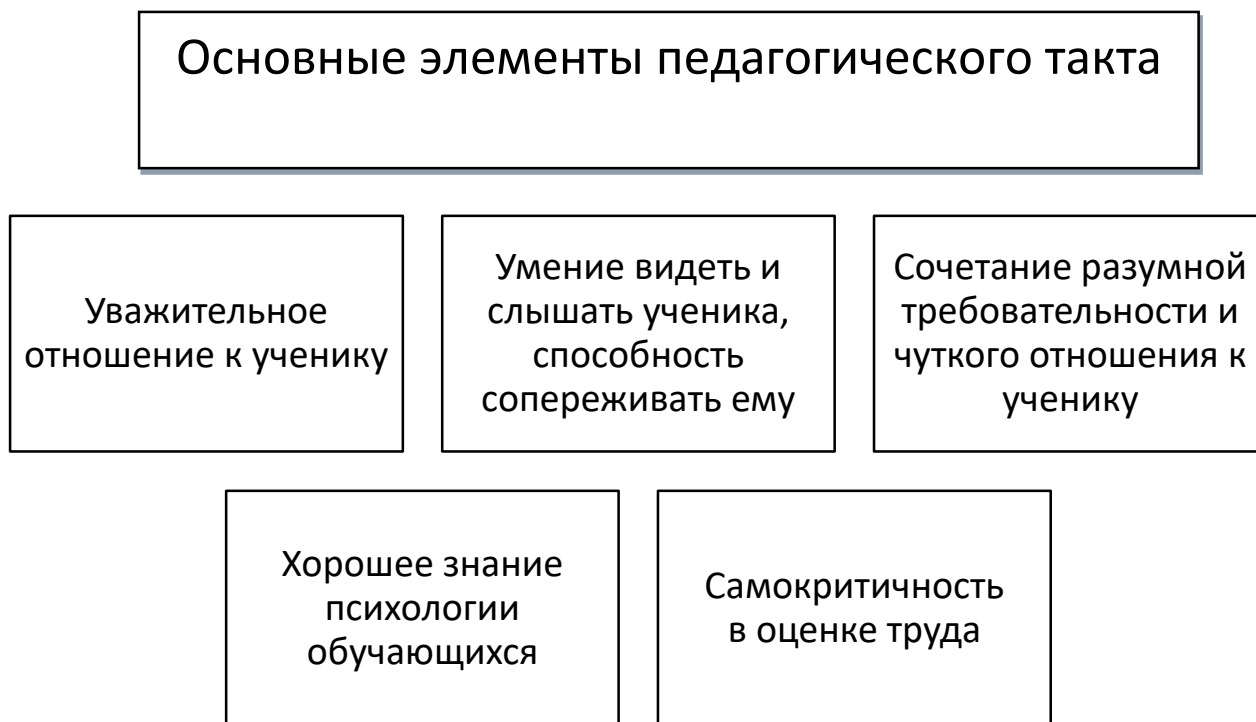 Основные элементы педагогического такта
Уважительное
отношение к ученику
Умение видеть и
слышать ученика,
способность
сопереживать ему
Сочетание разумной
требовательности и
чуткого отношения к
ученику
Хорошее знание
психологии
обучающихся
Самокритичность
в оценке труда